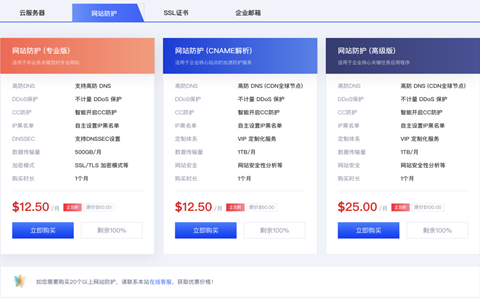 云服务器 网站防护 SSL证书 企业邮箱
网站防护 (专业版)
适用于非业务关键型的专业网站
高防DNS 支持高防 DNS
DDoS保护 不计量 DDoS 保护
CC防护 智能开启CC防护
IP黑名单 自主设置IP黑名单
DNSSEC 支持DNSSEC设置
数据传输量 500GB/月
加密模式 SSL/TLS 加密模式等
购买时长 1个月
$12.50 /月 2.5折 原价$50.00
立即购买 剩余100%
网站防护 (CNAME解析)
适用于企业核心站点的加速防护服务
高防DNS 高防 DNS (CDN全球节点)
DDoS保护 不计量 DDoS 保护
CC防护 智能开启CC防护
IP黑名单 自主设置IP黑名单
定制体系 VIP 定制化服务
数据传输量 1TB/月
网站安全 网站安全性分析等
购买时长 1个月
$12.50 /月 2.5折 原价$50.00
立即购买 剩余100%
网站防护 (高级版)
适用于企业核心关键任务应用程序
高防DNS 高防 DNS (CDN全球节点)
DDoS保护 不计量 DDoS 保护
CC防护 智能开启CC防护
IP黑名单 自主设置IP黑名单
定制体系 VIP 定制化服务
数据传输量 1TB/月
网站安全 网站安全性分析等
购买时长 1个月
$25.00 /月 2.5折 原价$100.00
立即购买 剩余100%
如您需要购买20个以上网站防护，请联系本站在线客服，获取优惠价格！